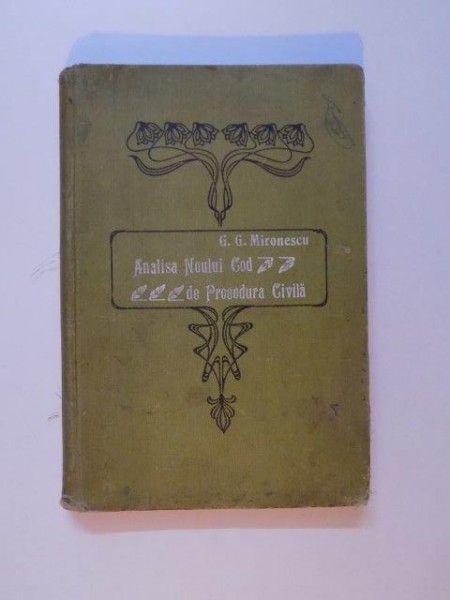 G. G. Mironescu
Analisa Noului Cod
de Procedura Civilă